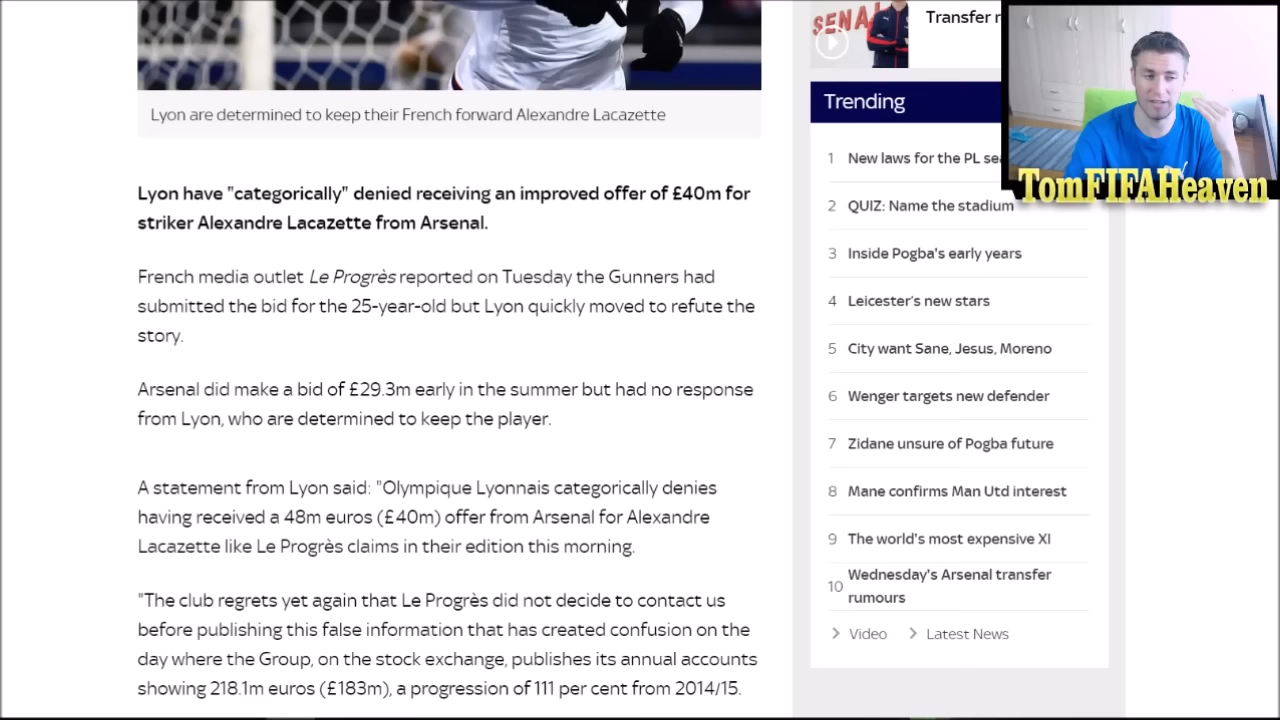 SENA
Transfer r
Lyon are determined to keep their French forward Alexandre Lacazette
Lyon have "categorically" denied receiving an improved offer of £40m for
striker Alexandre Lacazette from Arsenal.
French media outlet Le Progrès reported on Tuesday the Gunners had
submitted the bid for the 25-year-old but Lyon quickly moved to refute the
story.
Arsenal did make a bid of £29.3m early in the summer but had no response
from Lyon, who are determined to keep the player.
A statement from Lyon said: "Olympique Lyonnais categorically denies
having received a 48m euros (£40m) offer from Arsenal for Alexandre
Lacazette like Le Progrès claims in their edition this morning.
"The club regrets yet again that Le Progrès did not decide to contact us
before publishing this false information that has created confusion on the
day where the Group, on the stock exchange, publishes its annual accounts
showing 218.1m euros (£183m), a progression of 111 per cent from 2014/15.
Trending
1 New laws for the PL sea
2 QUIZ: Name the stadium
3 Inside Pogba's early years
4 Leicester's new stars
5 City want Sane, Jesus, Moreno
6 Wenger targets new defender
7 Zidane unsure of Pogba future
8 Mane confirms Man Utd interest
9 The world's most expensive XI
10 Wednesday's Arsenal transfer
rumours
Video Latest News
TomFIFAHeaven